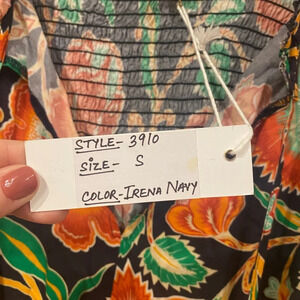 STYLE- 3910
SIZE- S
COLOR-IRENA NAVY